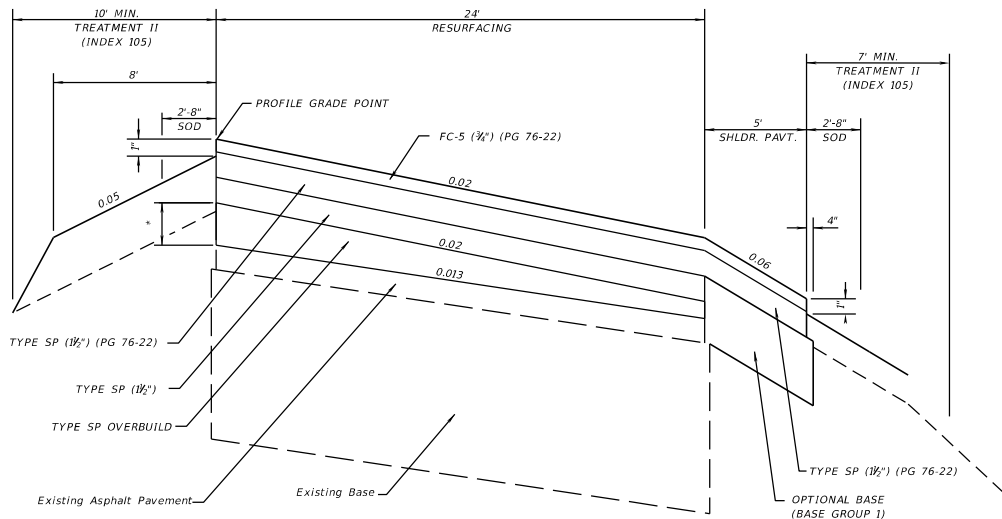 10' MIN.
TREATMENT II
(INDEX 105)
24'
RESURFACING
7' MIN.
TREATMENT II
(INDEX 105)
8'
2'-8"
SOD
PROFILE GRADE POINT
FC-5 (¾") (PG 76-22)
5'
SHLDR. PAVT.
2'-8"
SOD
1"
0.05
0.02
*
4"
0.02
0.06
0.013
1"
TYPE SP (1½") (PG 76-22)
TYPE SP (1½")
TYPE SP OVERBUILD
Existing Asphalt Pavement
Existing Base
TYPE SP (1½") (PG 76-22)
OPTIONAL BASE
(BASE GROUP 1)